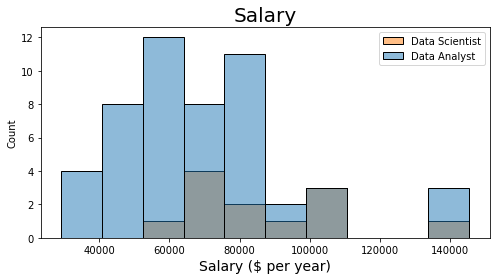 Salary
Data Scientist
Data Analyst
12
10
8
6
4
2
0
Count
40000 60000 80000 100000 120000 140000
Salary ($ per year)